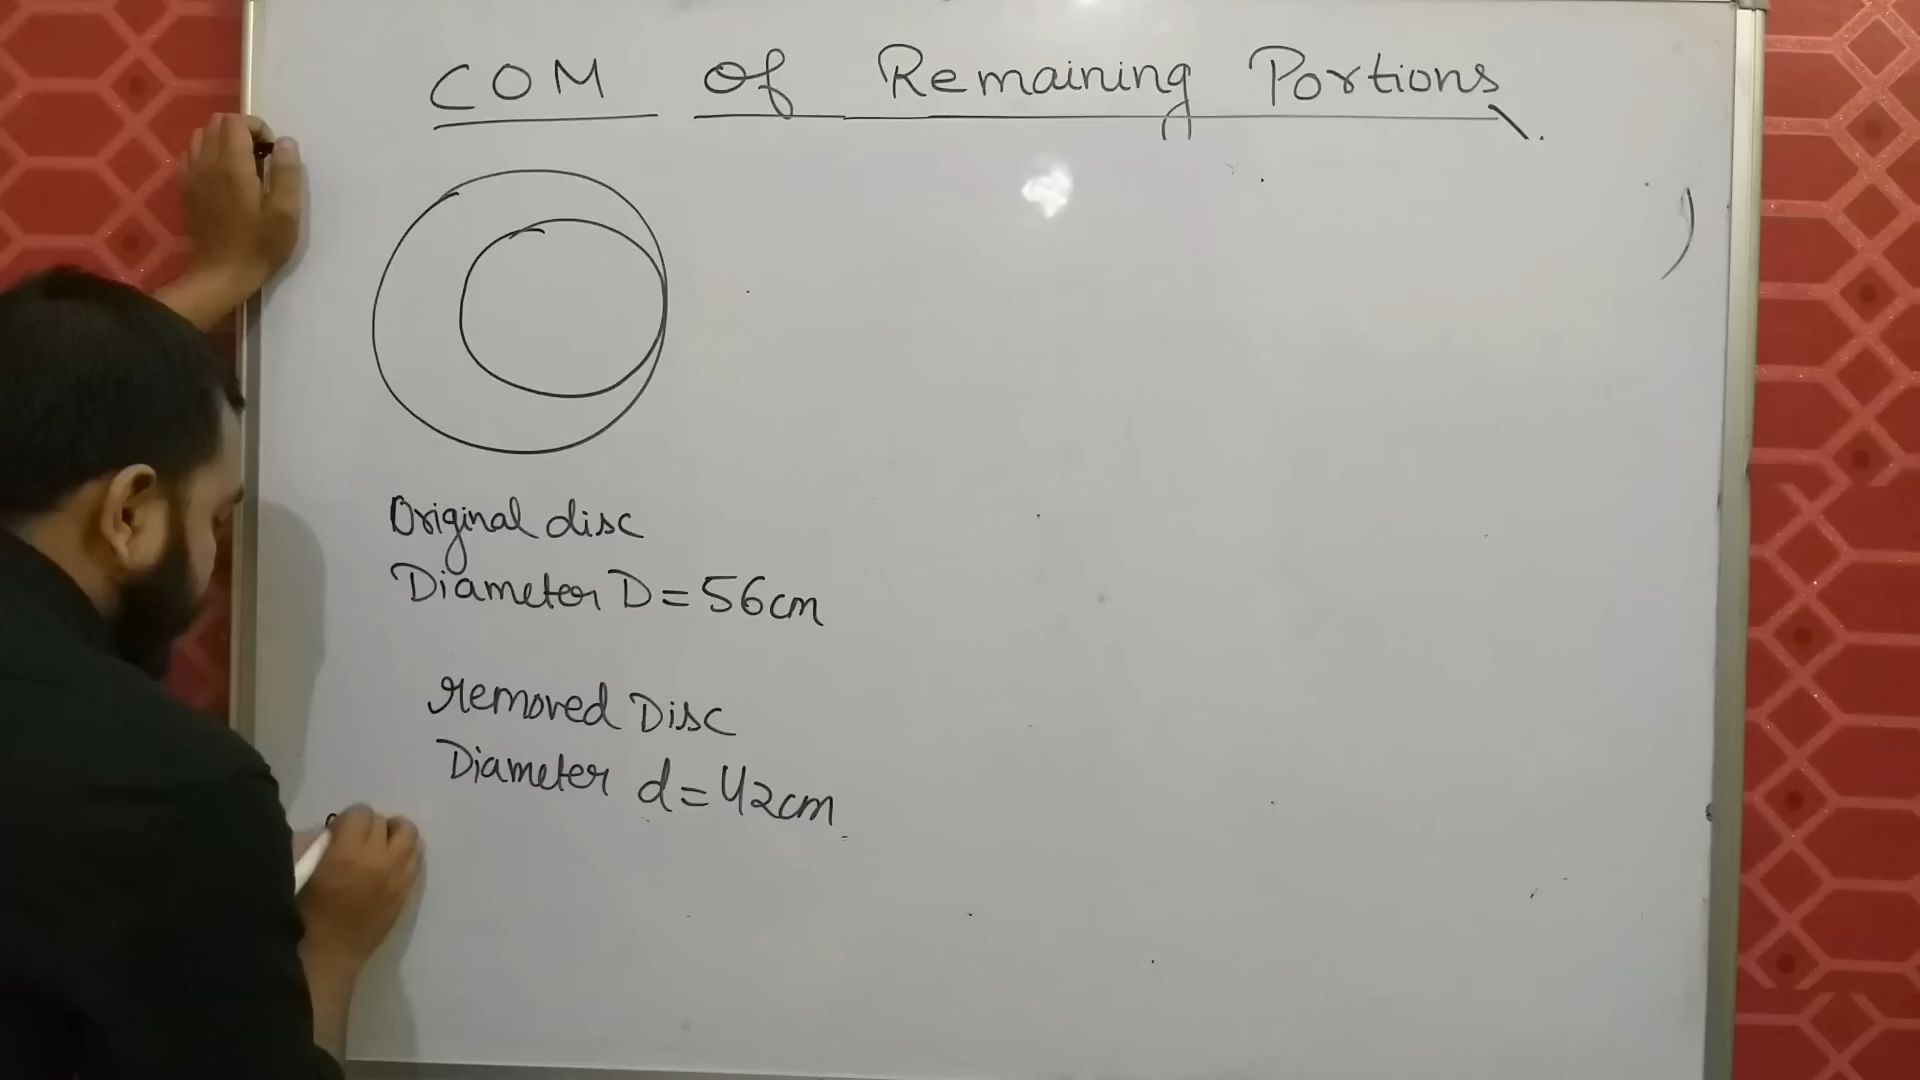 COM Of Remaining Portions
Original disc
Diameter D = 56cm
removed Disc
Diameter d = 42cm